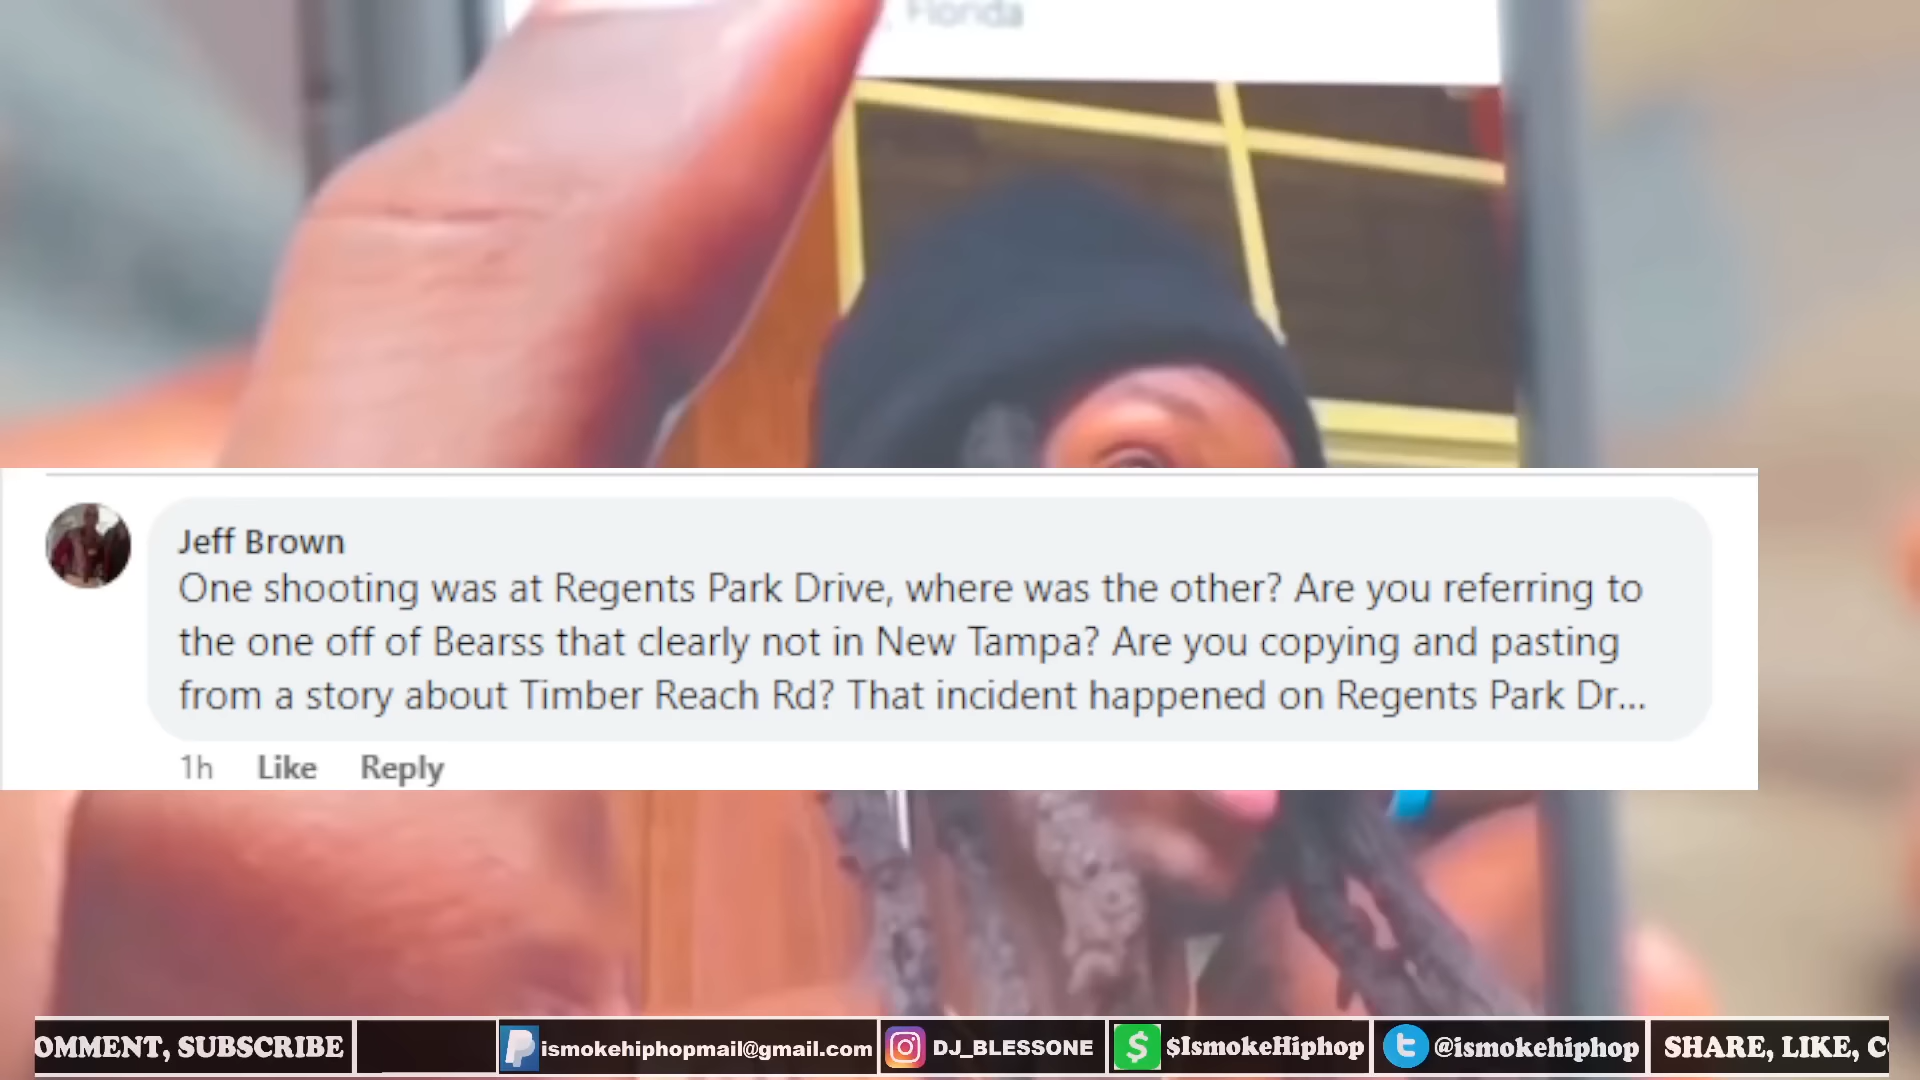 , Florida
Jeff Brown
One shooting was at Regents Park Drive, where was the other? Are you referring to
the one off of Bearss that clearly not in New Tampa? Are you copying and pasting
from a story about Timber Reach Rd? That incident happened on Regents Park Dr...
1h Like Reply
OMMENT, SUBSCRIBE ismokehiphopmail@gmail.com DJ_BLESSONE $IsmokeHiphop @ismokehiphop SHARE, LIKE, C